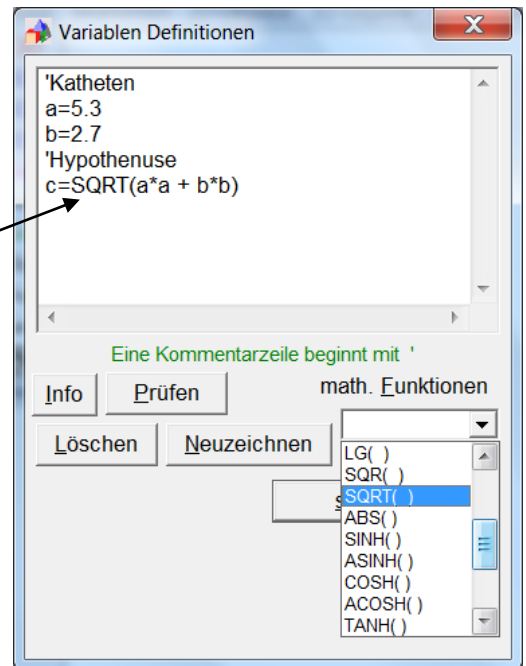 Variablen Definitionen
X
'Katheten
a=5.3
b=2.7
'Hypothenuse
c=SQRT(a*a + b*b)
Eine Kommentarzeile beginnt mit '
Info
Prüfen
math. Funktionen
Löschen
Neuzeichnen
LG( )
SQR( )
SQRT( )
ABS( )
SINH( )
ASINH( )
COSH( )
ACOSH( )
TANH( )